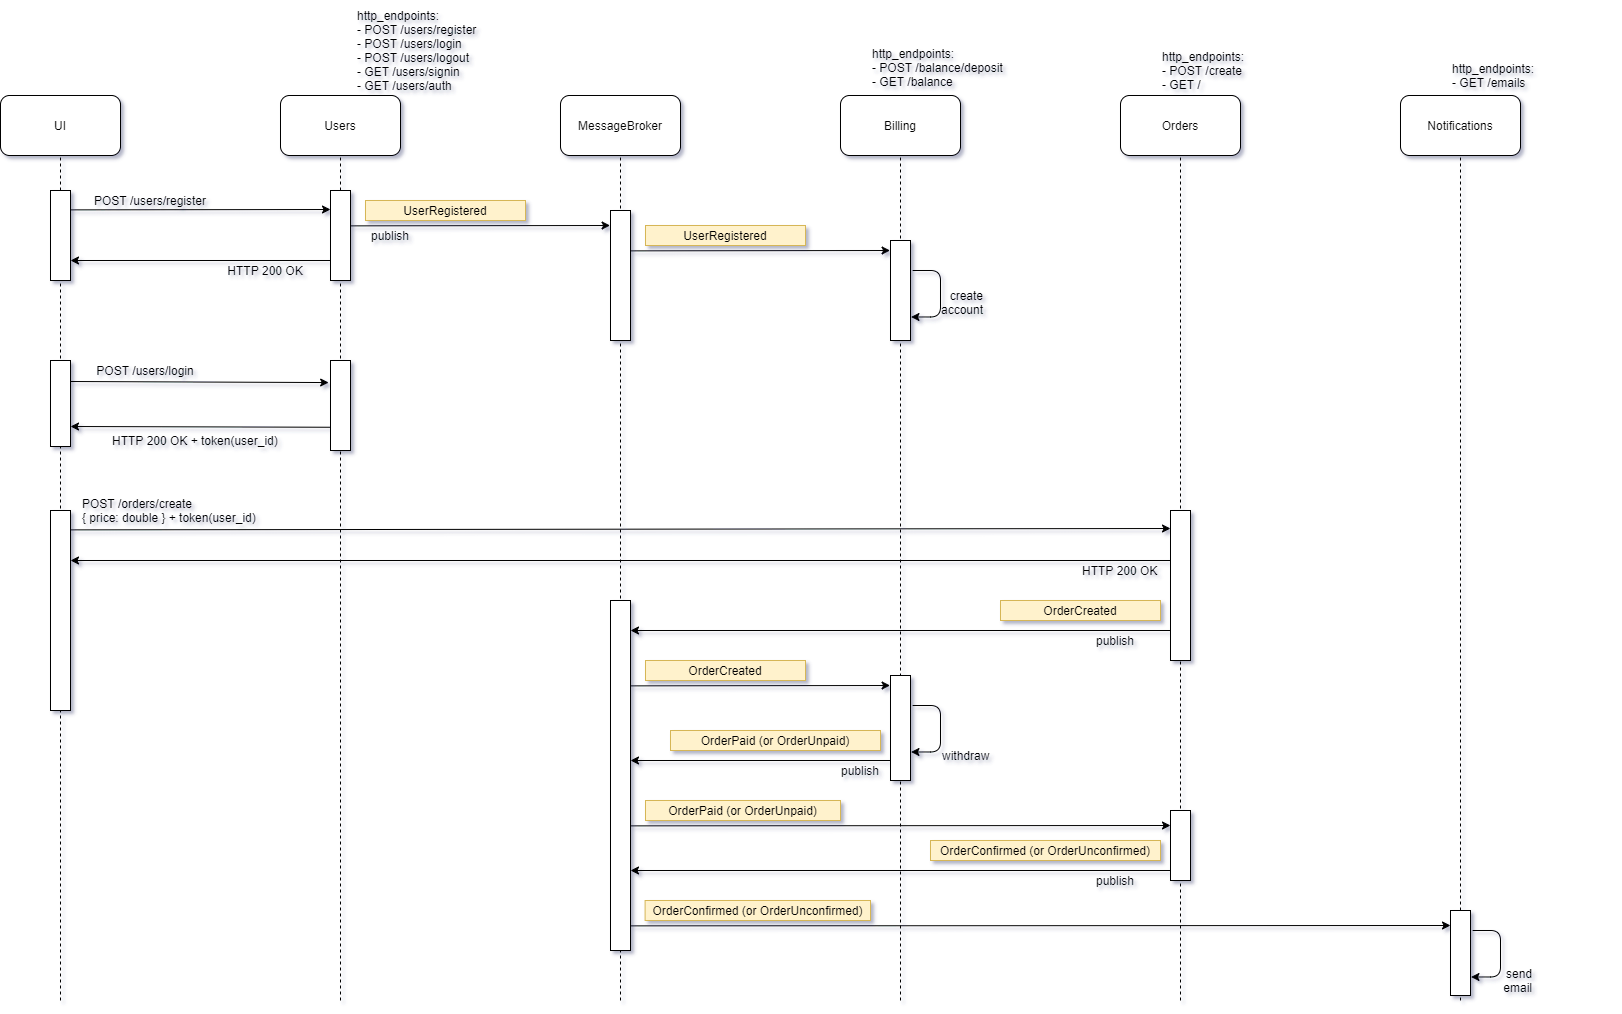 http_endpoints:
- POST /users/register
- POST /users/login
- POST /users/logout
- GET /users/signin
- GET /users/auth
http_endpoints:
- POST /balance/deposit
- GET /balance
http_endpoints:
- POST /create
- GET /
http_endpoints:
- GET /emails
UI
Users
MessageBroker
Billing
Orders
Notifications
POST /users/register
UserRegistered
publish
UserRegistered
HTTP 200 OK
create
account
POST /users/login
HTTP 200 OK + token(user_id)
POST /orders/create
{ price: double } + token(user_id)
HTTP 200 OK
OrderCreated
publish
OrderCreated
OrderPaid (or OrderUnpaid)
withdraw
publish
OrderPaid (or OrderUnpaid)
OrderConfirmed (or OrderUnconfirmed)
publish
OrderConfirmed (or OrderUnconfirmed)
send
email